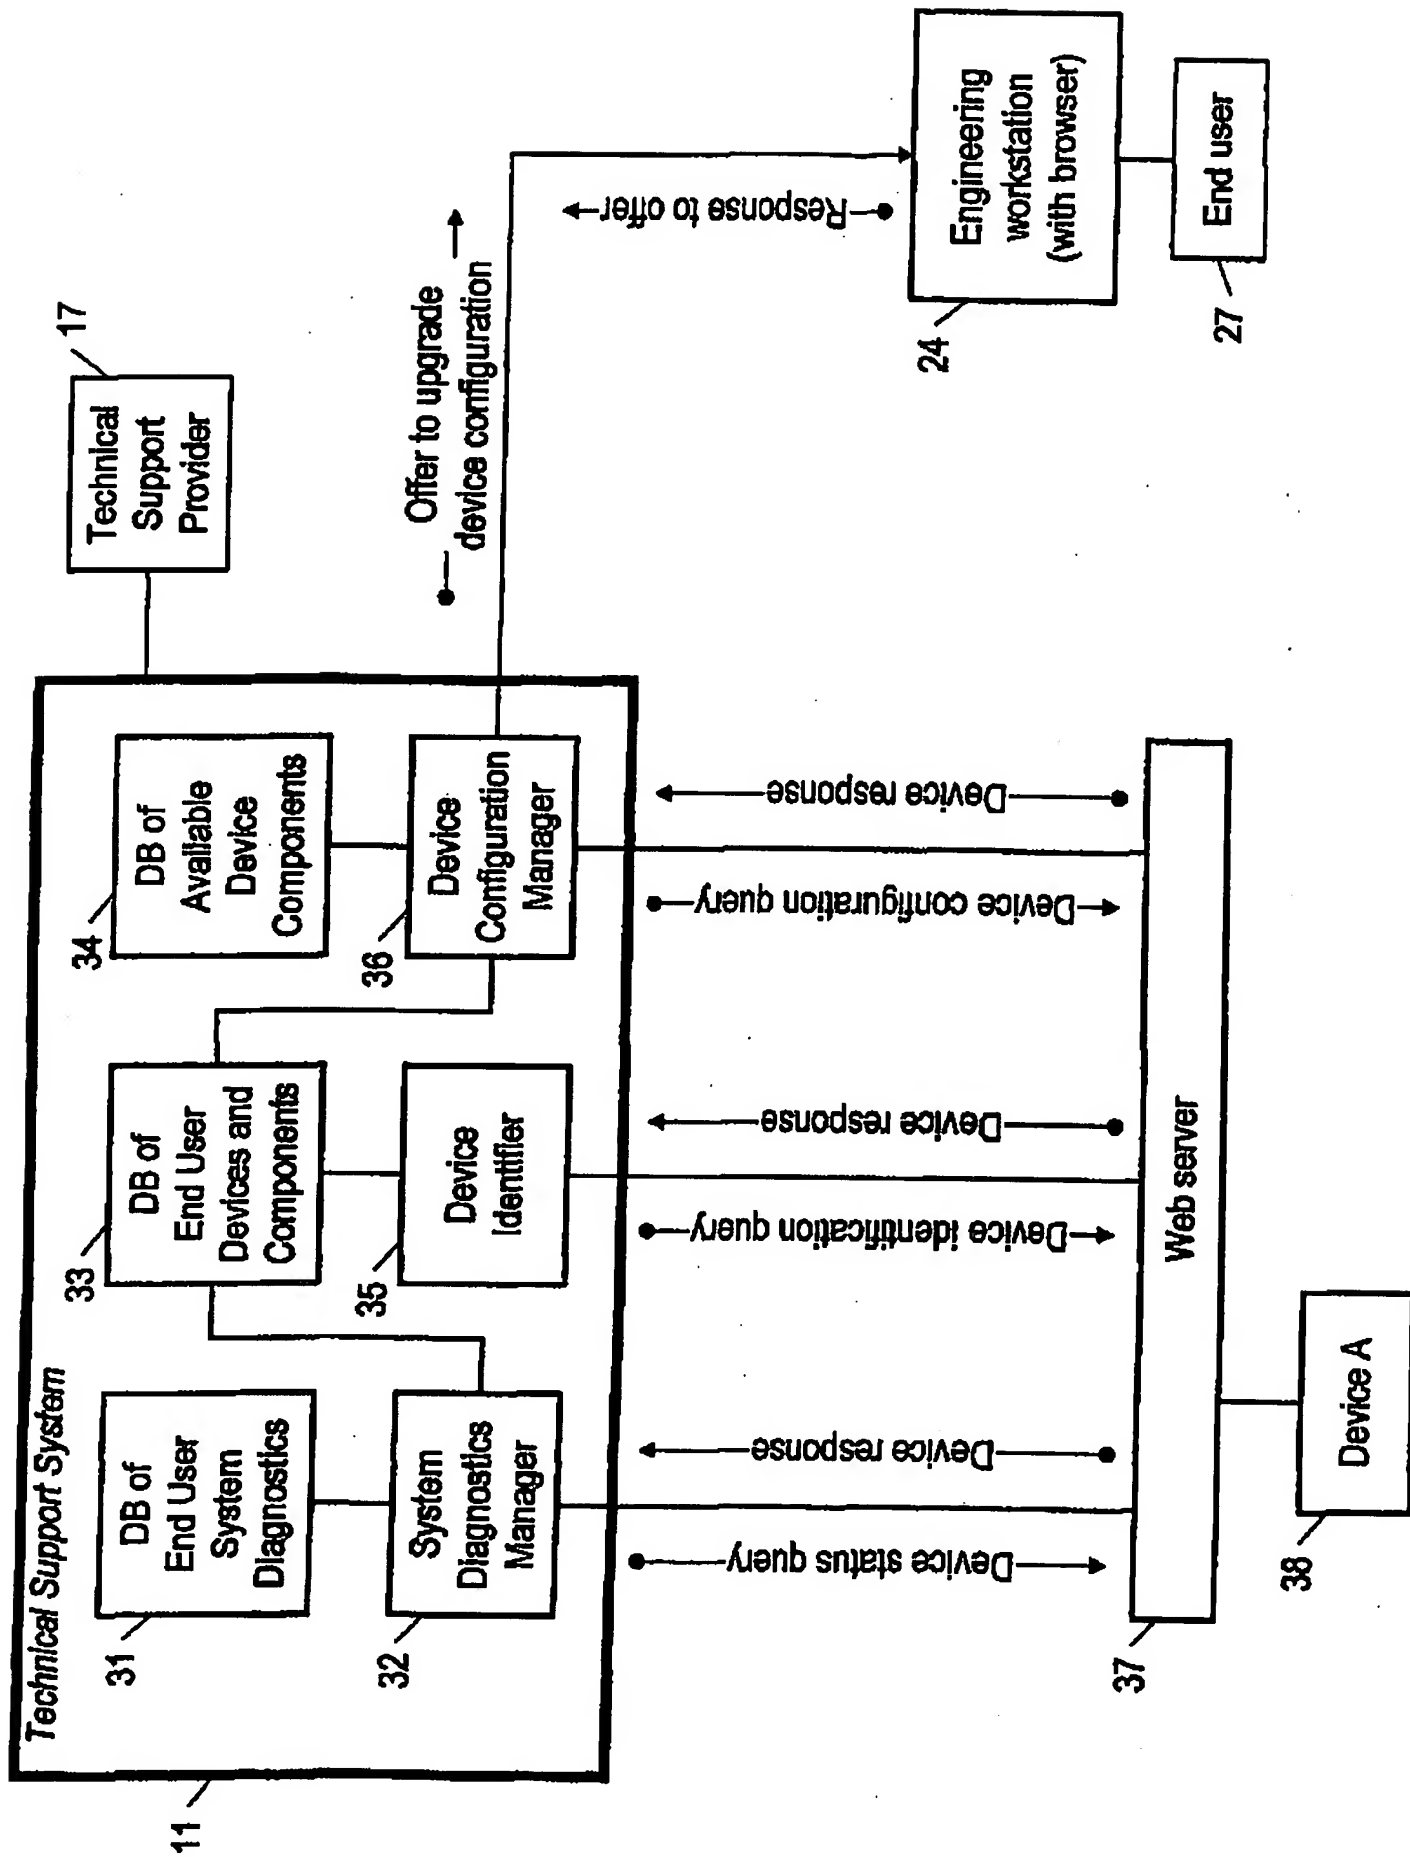 Technical Support System
11
31
DB of
End User
System
Diagnostics
33
DB of
End User
Devices and
Components
34
DB of
Available
Device
Components
Technical
Support
Provider
17
32
System
Diagnostics
Manager
35
Device
Identifier
36
Device
Configuration
Manager
Offer to upgrade
device configuration
Response to offer
Device status query
Device response
Device identification query
Device response
Device configuration query
Device response
24
Engineering
workstation
(with browser)
27
End user
37
Web server
38
Device A